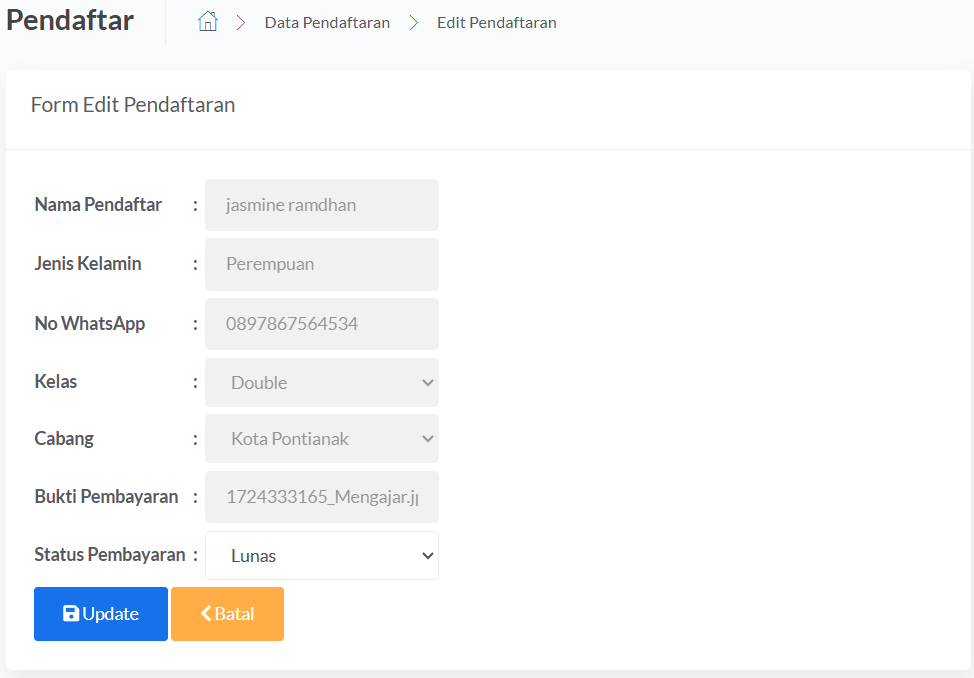 Pendaftar Data Pendaftaran Edit Pendaftaran
Form Edit Pendaftaran
Nama Pendaftar : jasmine ramdhan
Jenis Kelamin : Perempuan
No WhatsApp : 0897867564534
Kelas : Double
Cabang : Kota Pontianak
Bukti Pembayaran : 1724333165_Mengajar.jp
Status Pembayaran : Lunas
Update Batal